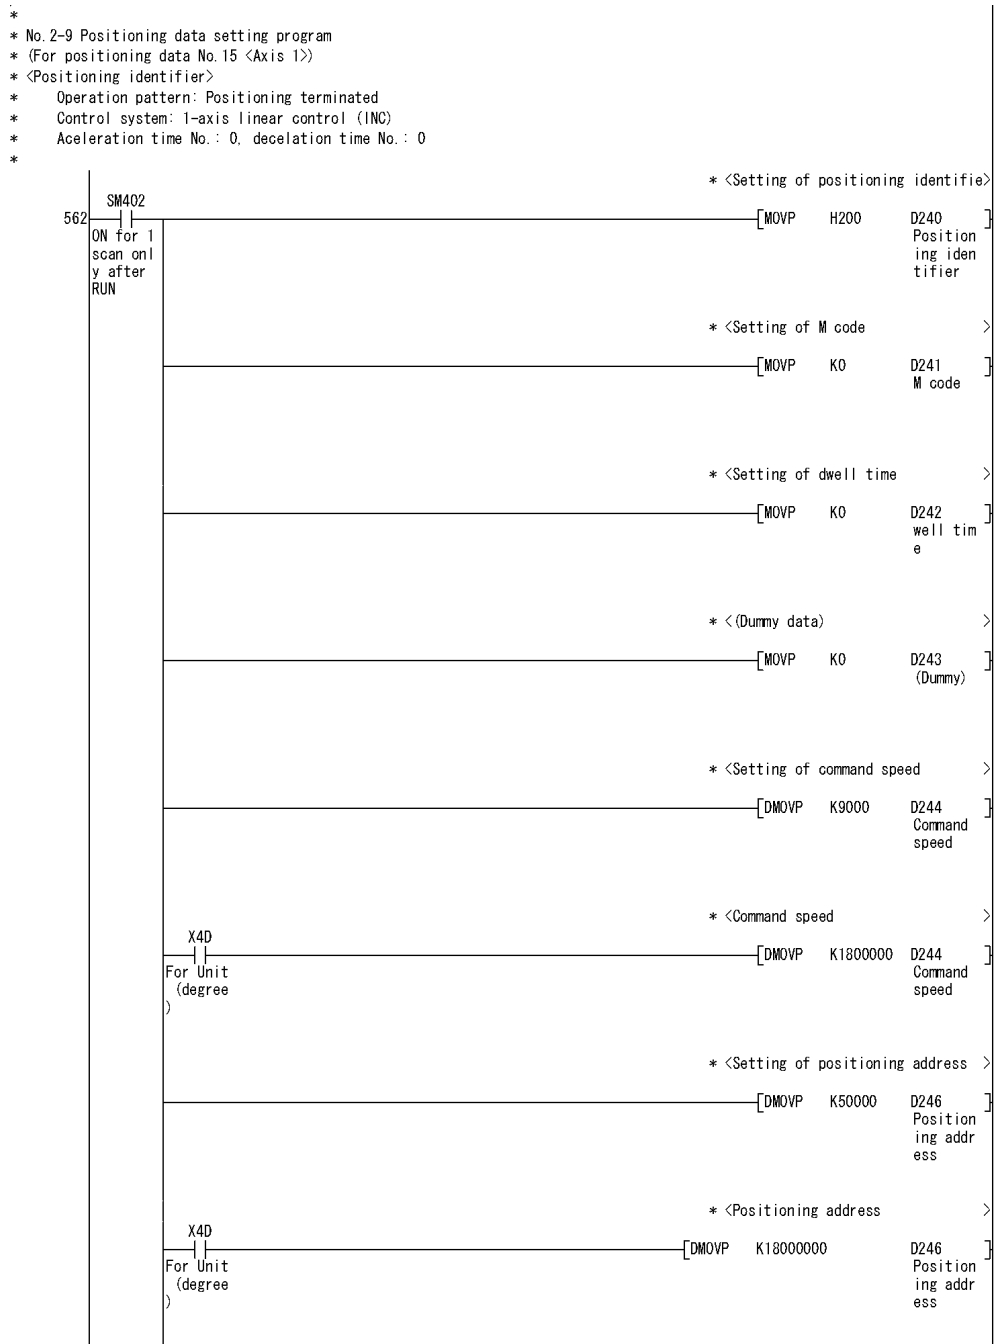 *
* No.2-9 Positioning data setting program
* (For positioning data No.15 <Axis 1>)
* <Positioning identifier>
* Operation pattern: Positioning terminated
* Control system: 1-axis linear control (INC)
* Aceleration time No.: 0, decelation time No.: 0
*
* <Setting of positioning identifie>
SM402
562
[MOVP H200 D240 ]
ON for 1
scan onl
y after
RUN
Position
ing iden
tifier
* <Setting of M code >
[MOVP K0 D241 ]
M code
* <Setting of dwell time >
[MOVP K0 D242 ]
well tim
e
* <(Dummy data) >
[MOVP K0 D243 ]
(Dummy)
* <Setting of command speed >
[DMOVP K9000 D244 ]
Command
speed
* <Command speed >
X4D
[DMOVP K1800000 D244 ]
For Unit
(degree
)
Command
speed
* <Setting of positioning address >
[DMOVP K50000 D246 ]
Position
ing addr
ess
* <Positioning address >
X4D
[DMOVP K18000000 D246 ]
For Unit
(degree
)
Position
ing addr
ess